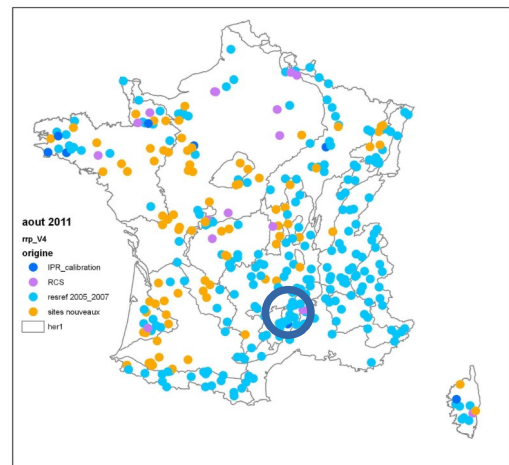 aout 2011
rrp_V4
origine
IPR_calibration
RCS
resref 2005_2007
sites nouveaux
her1